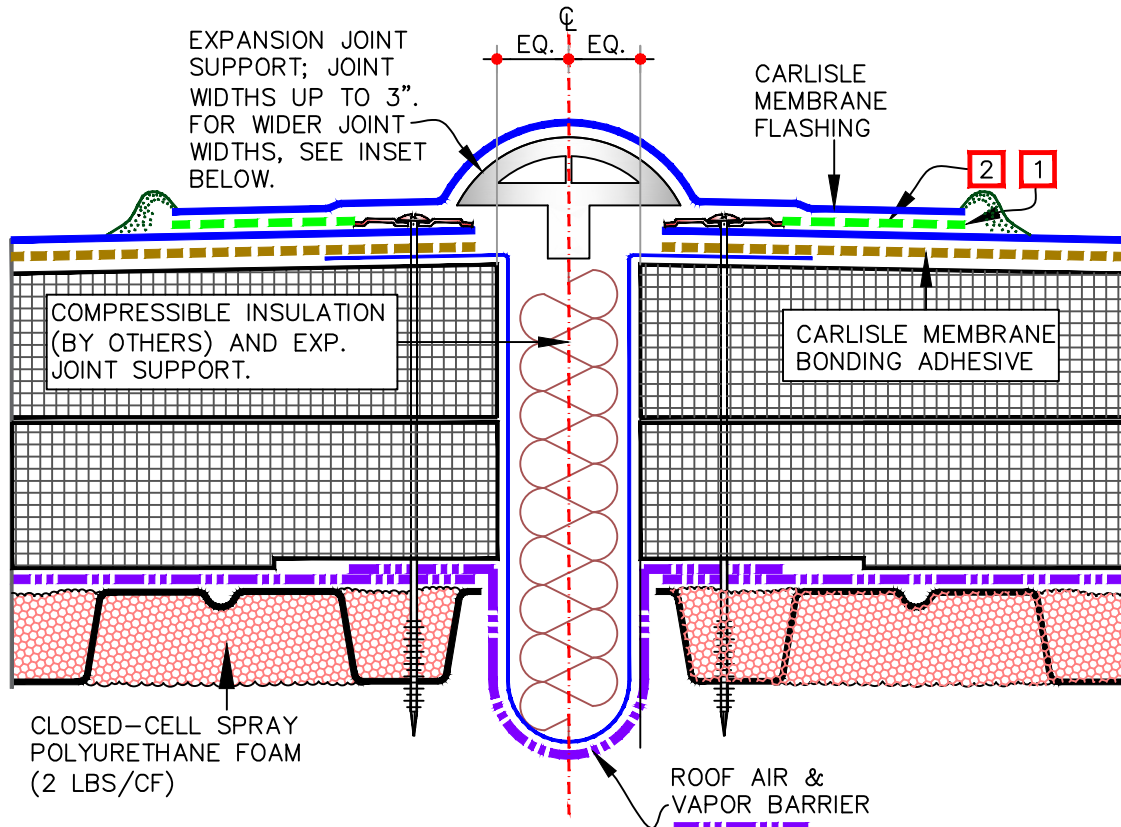 ℄
EQ.
EQ.
EXPANSION JOINT
SUPPORT; JOINT
WIDTHS UP TO 3".
FOR WIDER JOINT
WIDTHS, SEE INSET
BELOW.
CARLISLE
MEMBRANE
FLASHING
2
1
COMPRESSIBLE INSULATION
(BY OTHERS) AND EXP.
JOINT SUPPORT.
CARLISLE MEMBRANE
BONDING ADHESIVE
CLOSED-CELL SPRAY
POLYURETHANE FOAM
(2 LBS/CF)
ROOF AIR &
VAPOR BARRIER